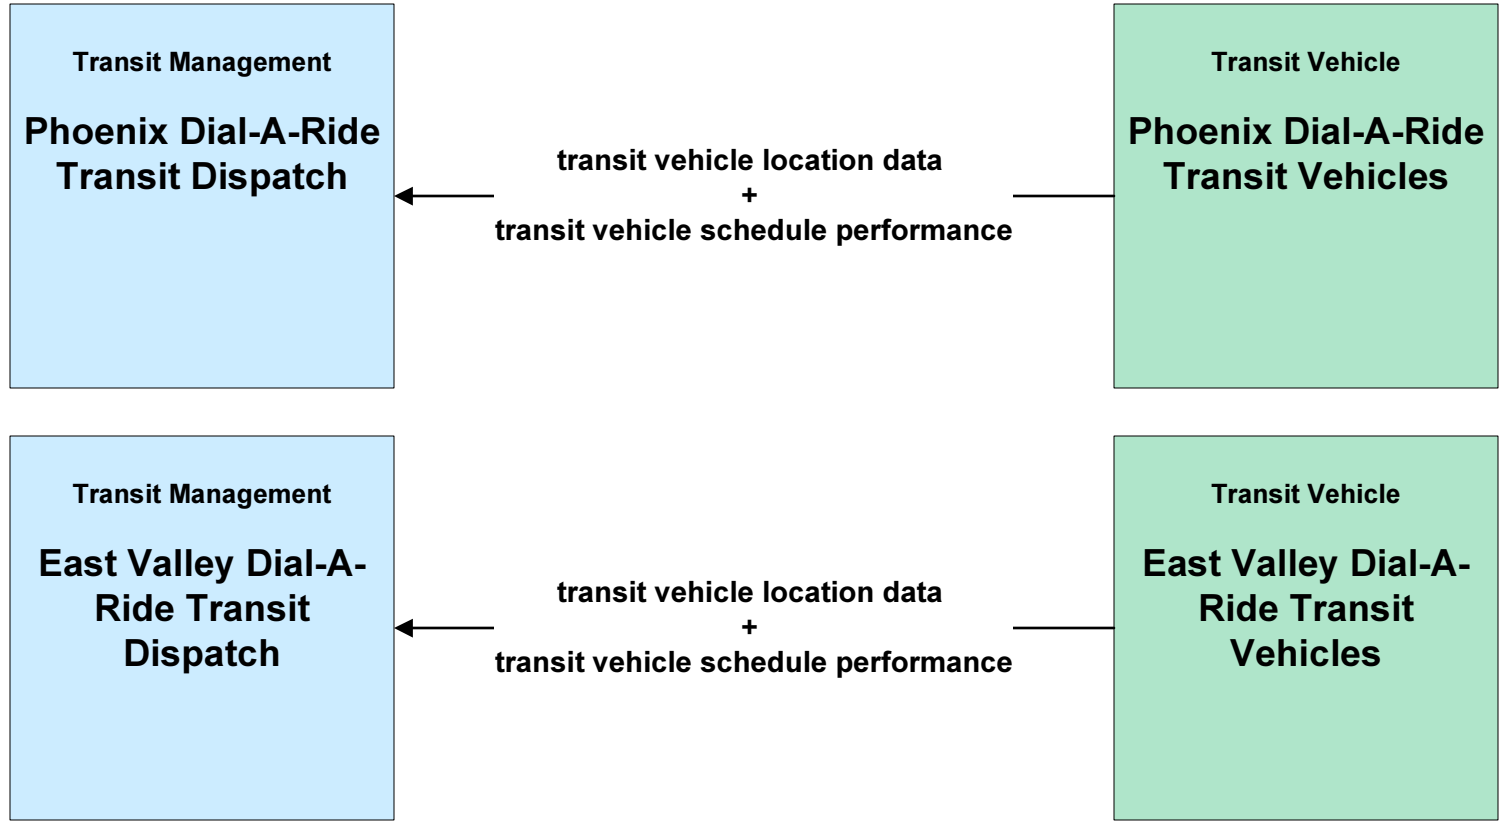 Transit Management
Phoenix Dial-A-Ride
Transit Dispatch
transit vehicle location data
+
transit vehicle schedule performance
Transit Vehicle
Phoenix Dial-A-Ride
Transit Vehicles
Transit Management
East Valley Dial-A-
Ride Transit
Dispatch
transit vehicle location data
+
transit vehicle schedule performance
Transit Vehicle
East Valley Dial-A-
Ride Transit
Vehicles